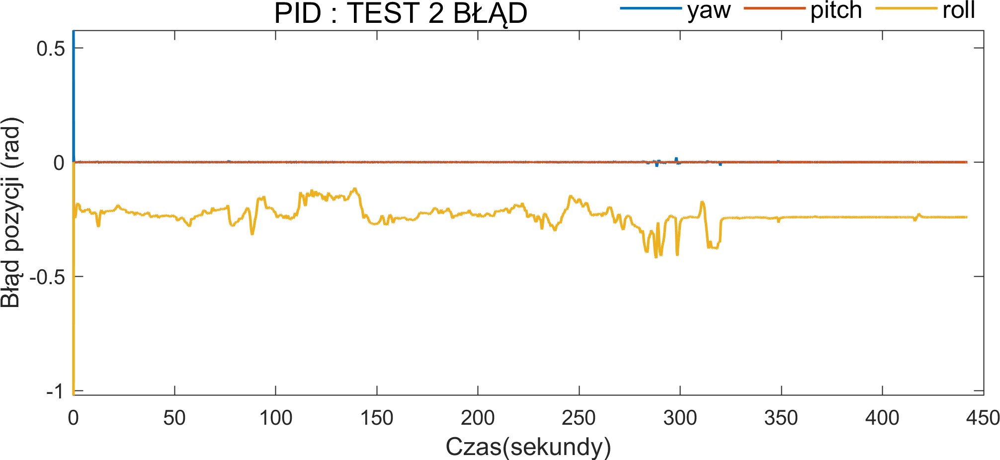 PID : TEST 2 BŁĄD
yaw pitch roll
Błąd pozycji (rad)
0.5
0
-0.5
-1
0 50 100 150 200 250 300 350 400 450
Czas(sekundy)